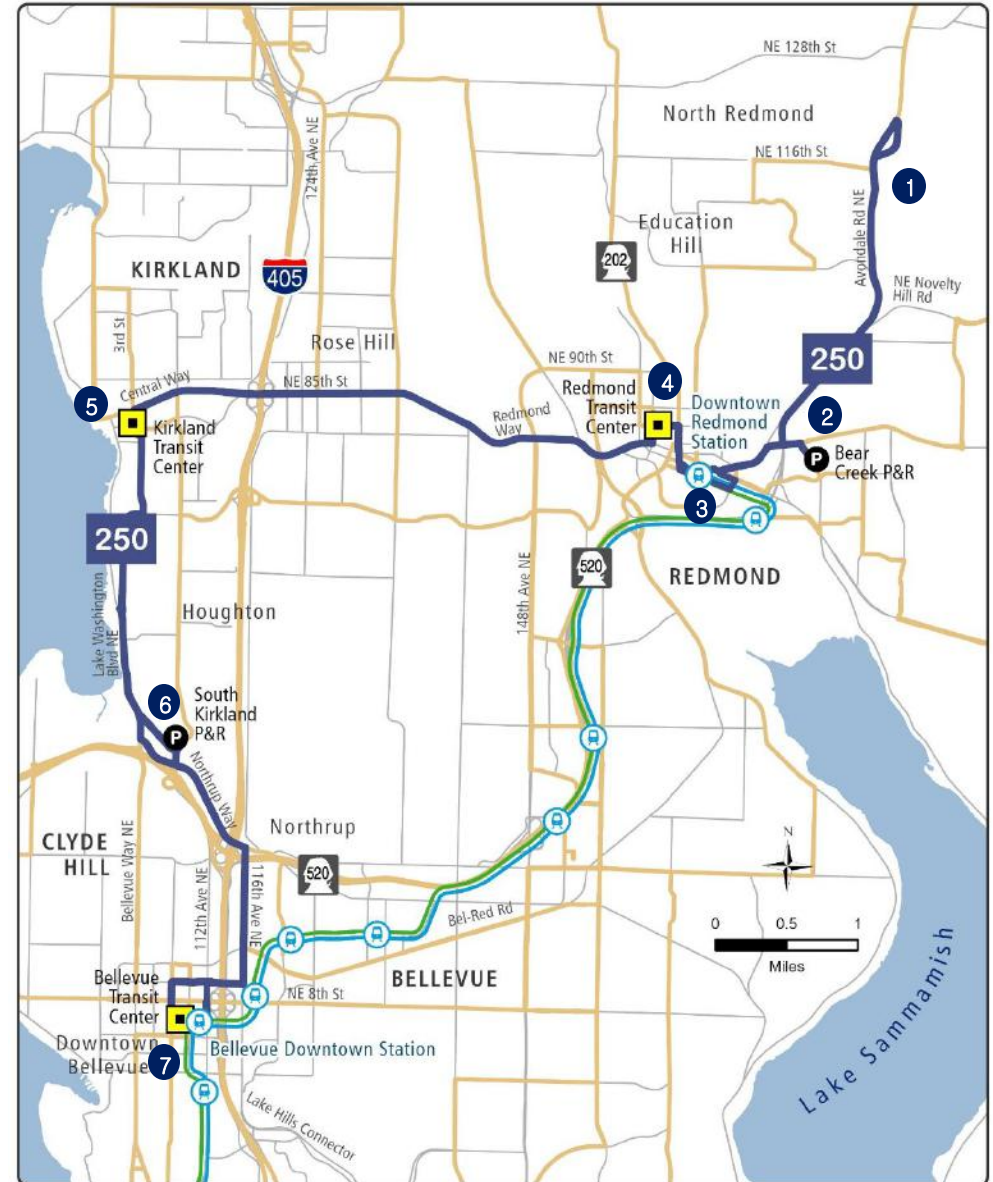 NE 128th St
North Redmond
124th Ave NE
NE 116th St
1
Education
Hill
Avondale Rd NE
202
KIRKLAND
405
NE Novelty
Hill Rd
3rd St
Rose Hill
NE 90th St
250
Central Way
NE 85th St
4
Redmond
Transit
Center
Downtown
Redmond
Station
2
5
Kirkland
Transit
Center
Redmond
Way
P
Bear
Creek P&R
3
250
520
REDMOND
148th Ave NE
Lake Washington
Blvd NE
Houghton
6
South
Kirkland
P&R
P
Northrup Way
CLYDE
HILL
Northrup
N
Bellevue Way NE
112th Ave NE
116th Ave NE
520
Bel-Red Rd
0 0.5 1
Miles
Bellevue
Transit
Center
BELLEVUE
NE 8th St
Downtown
Bellevue
7
Bellevue Downtown Station
Lake Hills Connector
Lake Sammamish